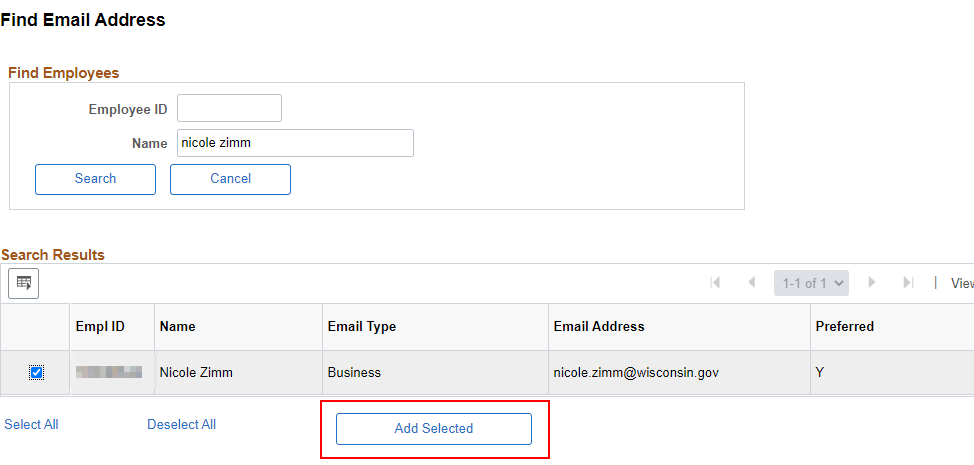 Find Email Address
Find Employees
Employee ID
Name nicole zimm
Search Cancel
Search Results
1-1 of 1 | View
Empl ID Name Email Type Email Address Preferred
Nicole Zimm Business nicole.zimm@wisconsin.gov Y
Select All Deselect All Add Selected